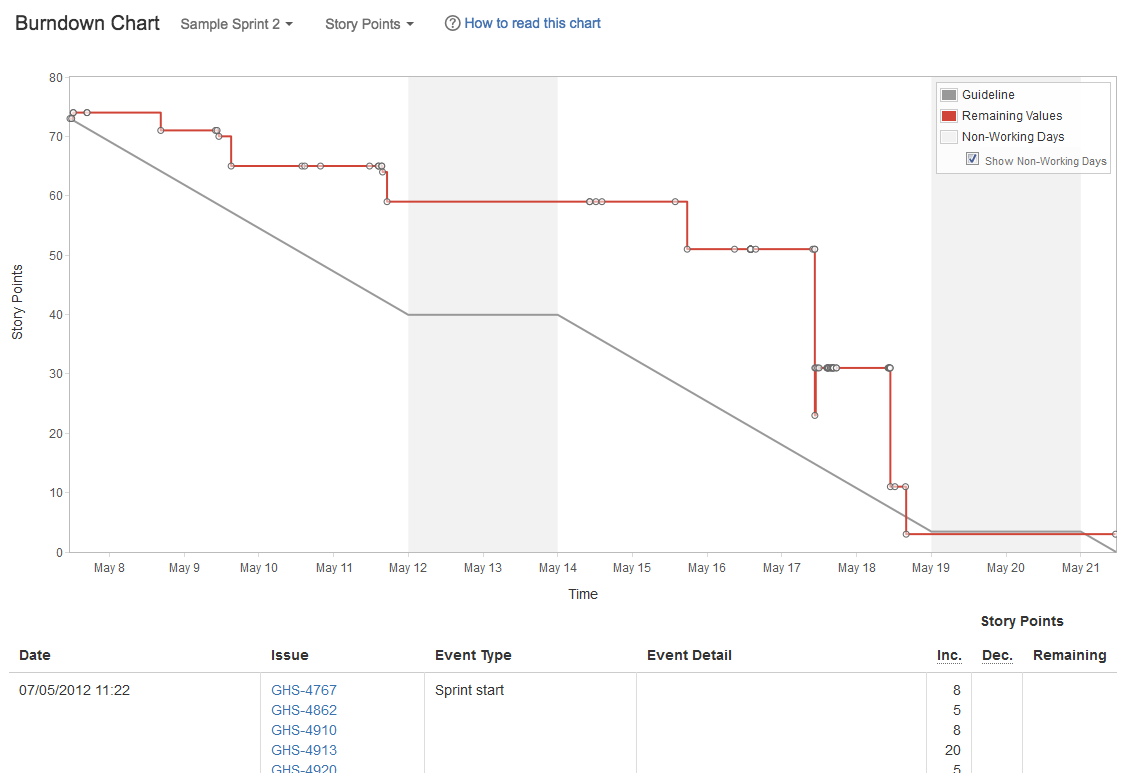 Burndown Chart Sample Sprint 2 Story Points ? How to read this chart
80
70
60
50
40
30
20
10
0
Story Points
Guideline
Remaining Values
Non-Working Days
Show Non-Working Days
May 8 May 9 May 10 May 11 May 12 May 13 May 14 May 15 May 16 May 17 May 18 May 19 May 20 May 21
Time
Story Points
Date Issue Event Type Event Detail Inc. Dec. Remaining
07/05/2012 11:22 GHS-4767 Sprint start 8
GHS-4862 5
GHS-4910 8
GHS-4913 20
GHS-4920 5